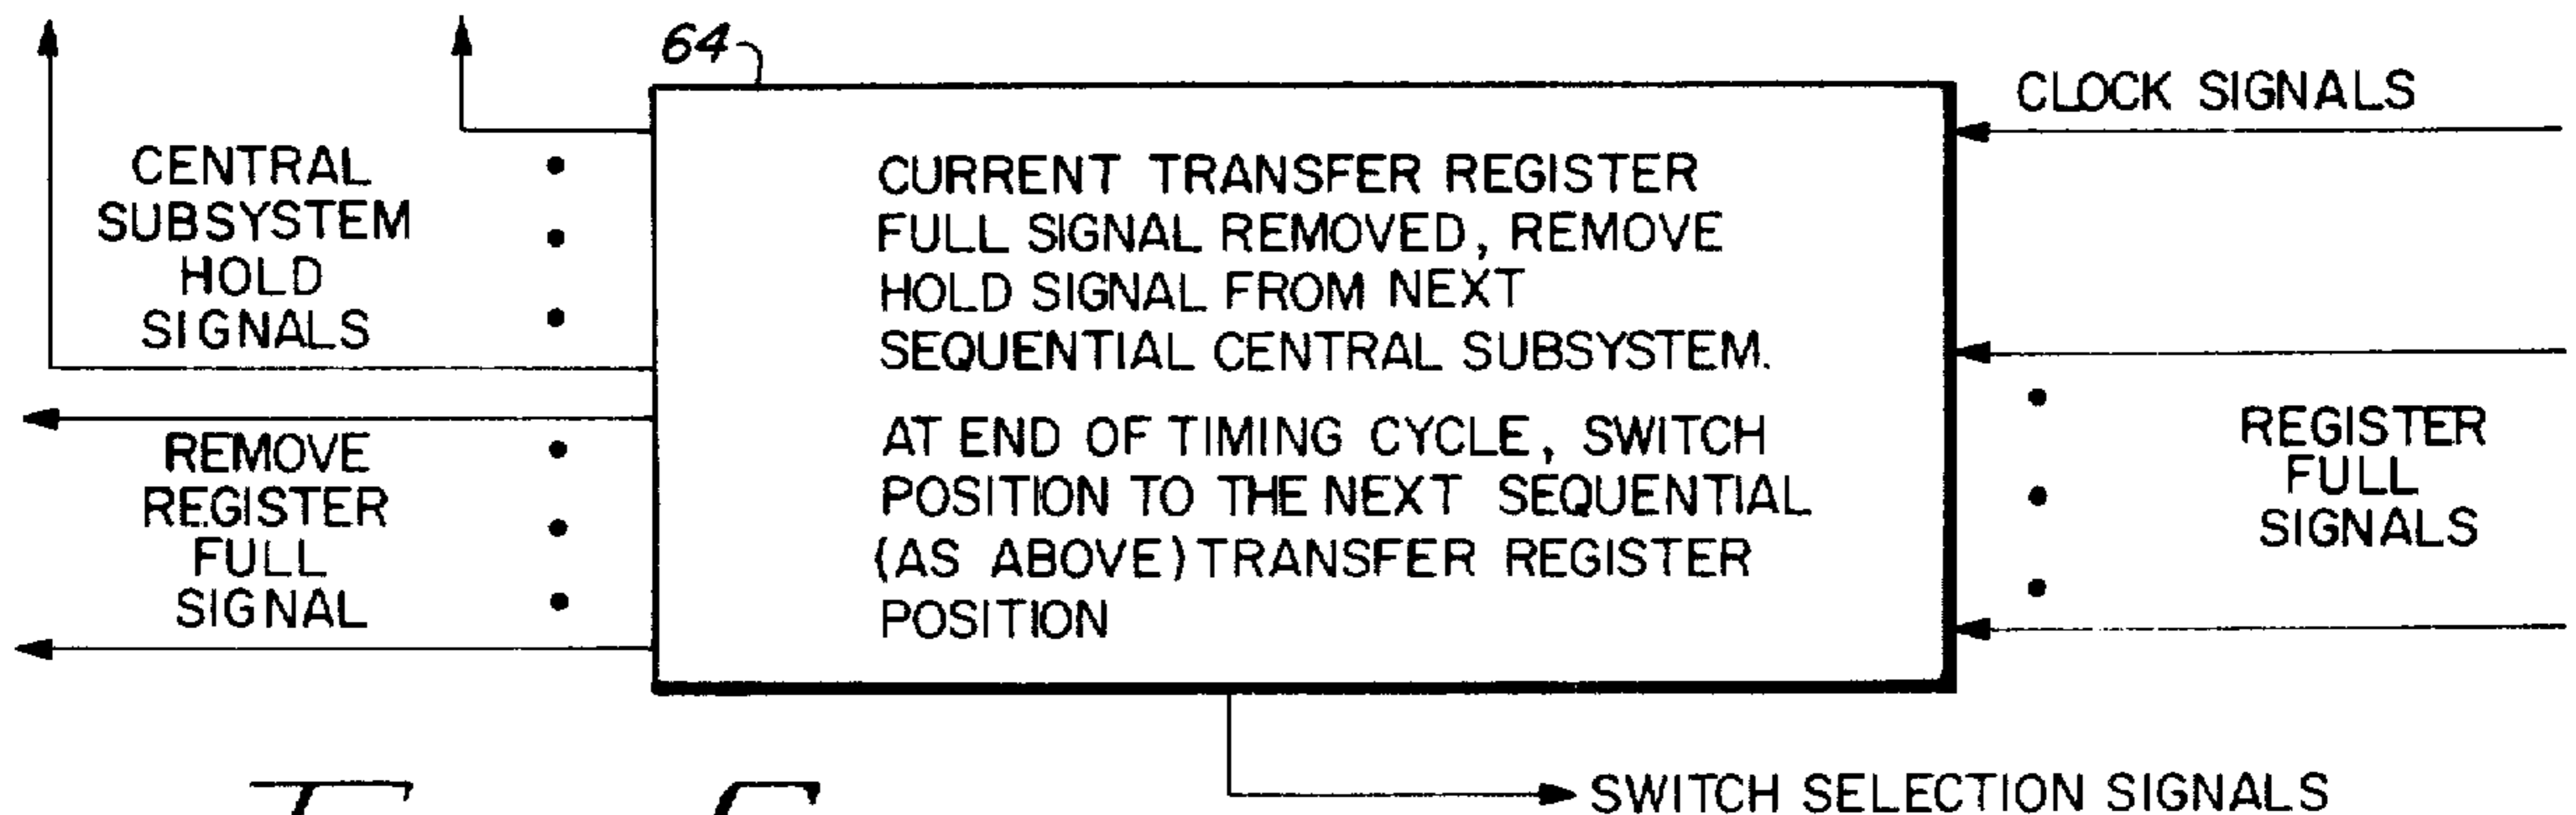 64
CLOCK SIGNALS
CENTRAL
SUBSYSTEM
HOLD
SIGNALS
CURRENT TRANSFER REGISTER
FULL SIGNAL REMOVED, REMOVE
HOLD SIGNAL FROM NEXT
SEQUENTIAL CENTRAL SUBSYSTEM.
AT END OF TIMING CYCLE, SWITCH
POSITION TO THE NEXT SEQUENTIAL
(AS ABOVE) TRANSFER REGISTER
POSITION
REMOVE
REGISTER
FULL
SIGNAL
REGISTER
FULL
SIGNALS
SWITCH SELECTION SIGNALS